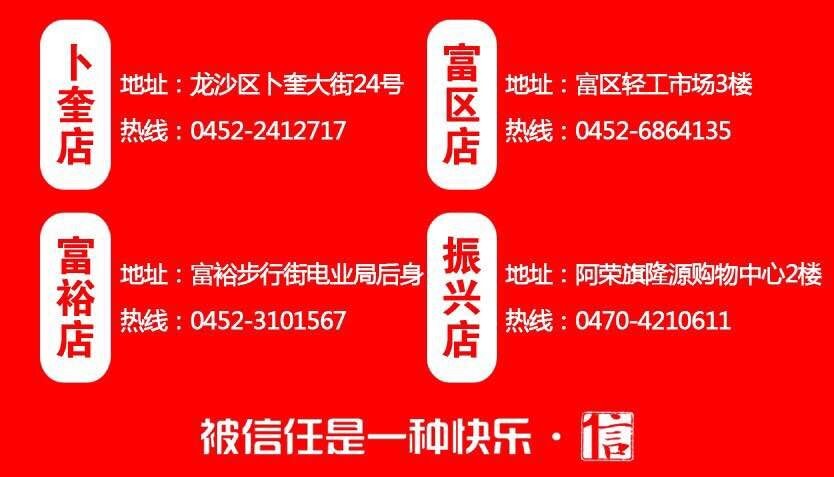 卜奎店
地址：龙沙区卜奎大街24号
热线：0452-2412717
富区店
地址：富区轻工市场3楼
热线：0452-6864135
富裕店
地址：富裕步行街电业局后身
热线：0452-3101567
振兴店
地址：阿荣旗隆源购物中心2楼
热线：0470-4210611
被信任是一种快乐·信